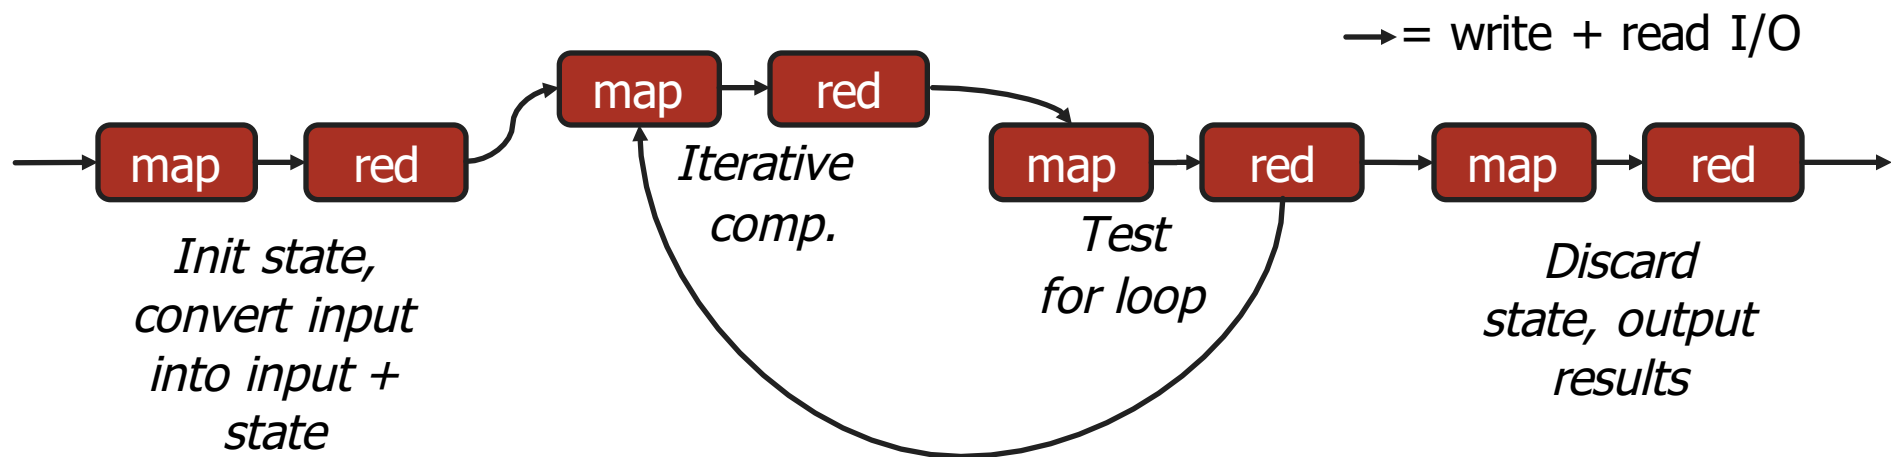 = write + read I/O
map
red
map
red
map
red
map
red
Init state,
convert input
into input +
state
Iterative
comp.
Test
for loop
Discard
state, output
results